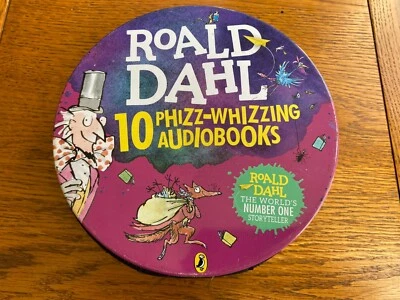 ROALD
DAHL
10 PHIZZ-WHIZZING
AUDIOBOOKS
ROALD
DAHL
THE WORLD'S
NUMBER ONE
STORYTELLER